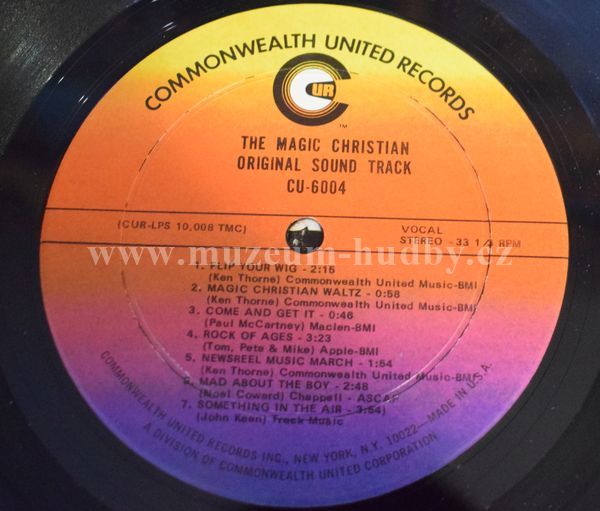 COMMONWEALTH UNITED RECORDS
CUR
TM
THE MAGIC CHRISTIAN
ORIGINAL SOUND TRACK
CU-6004
(CUR-LPS 10,008 TMC)
VOCAL
STEREO - 33 1/3 RPM
www.muzeum-hudby.cz
1. FLIP YOUR WIG - 2:15
(Ken Thorne) Commonwealth United Music-BMI
2. MAGIC CHRISTIAN WALTZ - 0:58
(Ken Thorne) Commonwealth United Music-BMI
3. COME AND GET IT - 0:46
(Paul McCartney) Maclen-BMI
4. ROCK OF AGES - 3:23
(Tom, Pete & Mike) Apple-BMI
5. NEWSREEL MUSIC MARCH - 1:54
(Ken Thorne) Commonwealth United Music-BMI
6. MAD ABOUT THE BOY - 2:48
(Noel Coward) Chappell - ASCAP
7. SOMETHING IN THE AIR - 3:54)
(John Keen) Track Music
COMMONWEALTH UNITED RECORDS INC., NEW YORK, N.Y. 10022—MADE IN U.S.A.
A DIVISION OF COMMONWEALTH UNITED CORPORATION